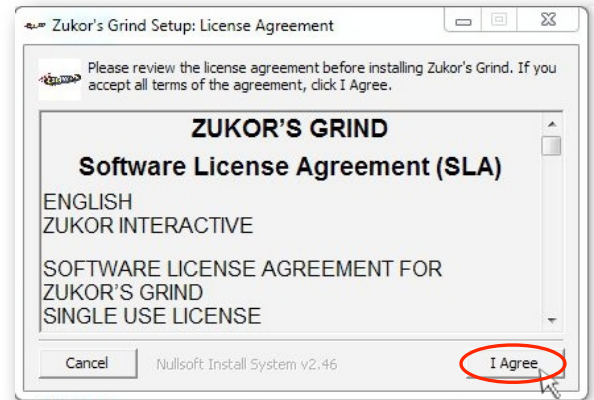 Zukor's Grind Setup: License Agreement
Please review the license agreement before installing Zukor's Grind. If you
accept all terms of the agreement, click I Agree.
ZUKOR'S GRIND
Software License Agreement (SLA)
ENGLISH
ZUKOR INTERACTIVE
SOFTWARE LICENSE AGREEMENT FOR
ZUKOR'S GRIND
SINGLE USE LICENSE
Cancel
Nullsoft Install System v2.46
I Agree